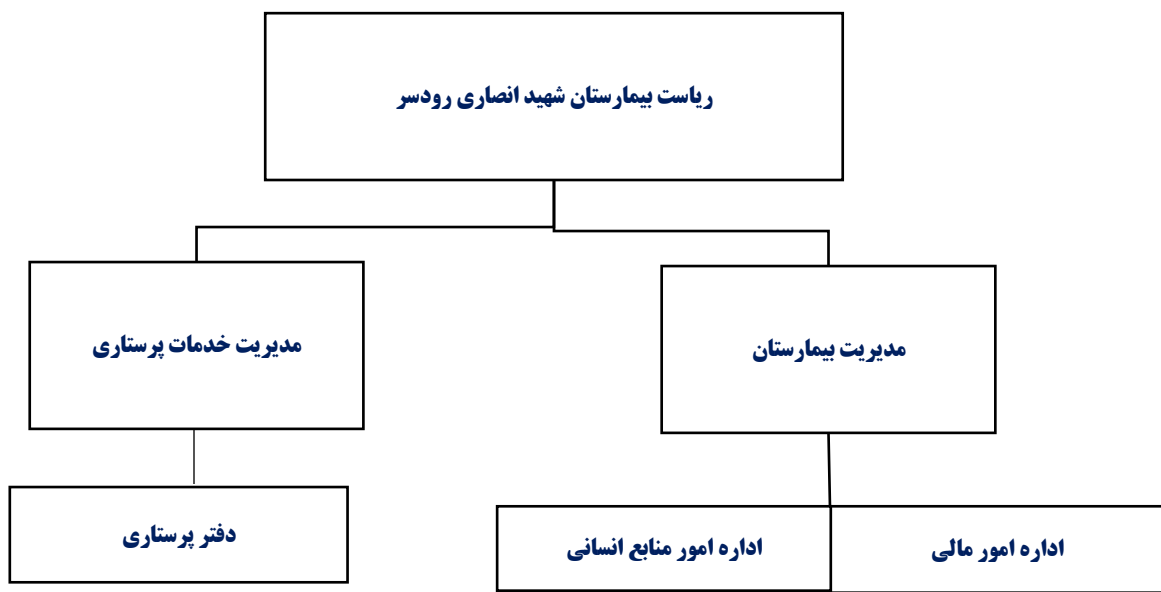 ریاست بیمارستان شهید انصاری رودسر
مدیریت بیمارستان
مدیریت خدمات پرستاری
اداره امور مالی
اداره امور منابع انسانی
دفتر پرستاری